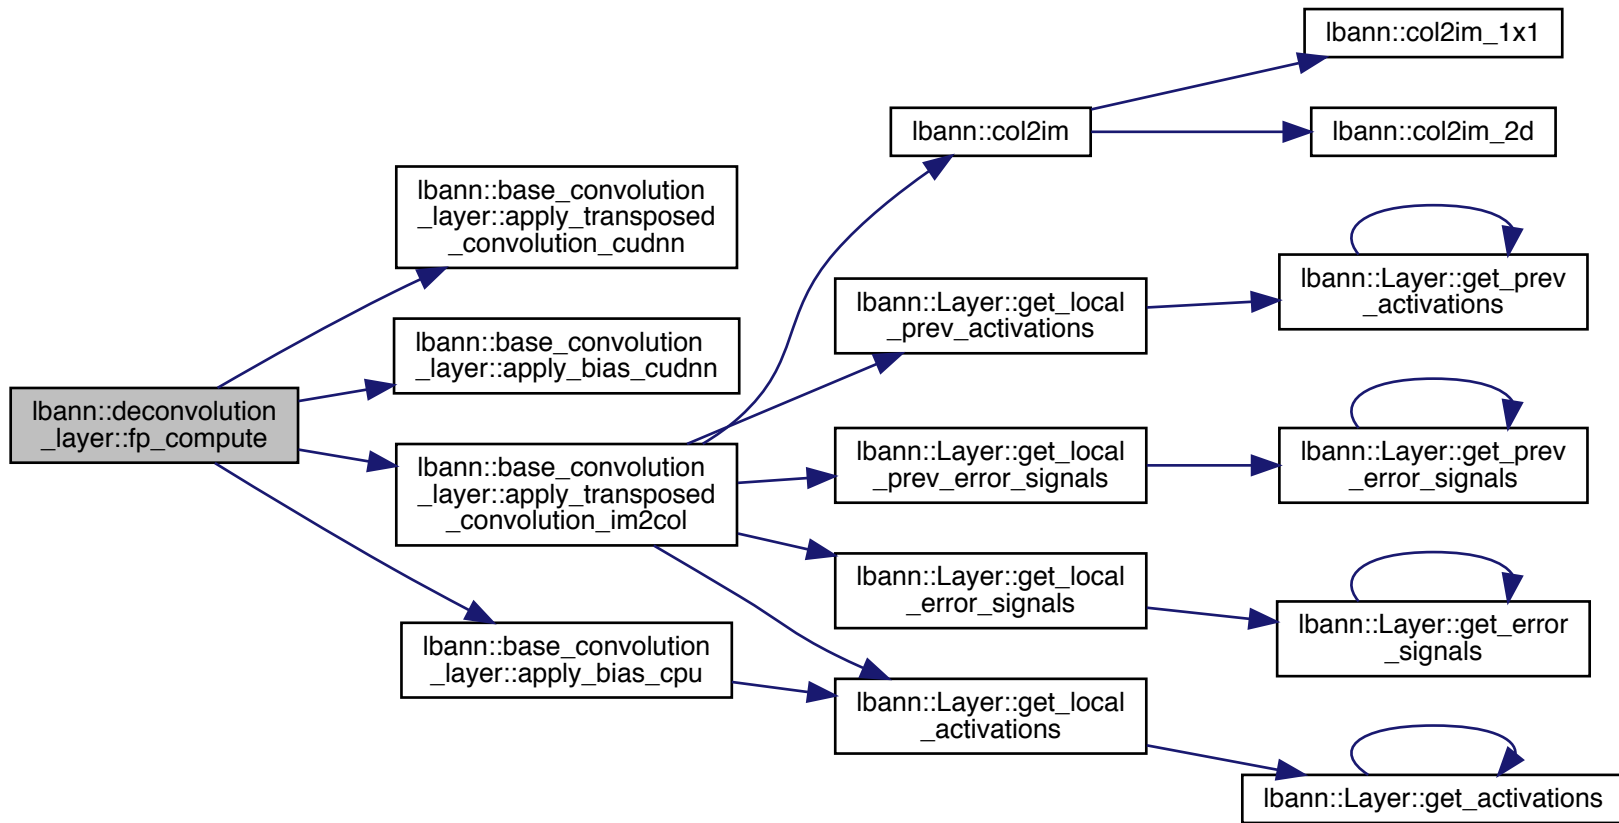 lbann::deconvolution
_layer::fp_compute
lbann::base_convolution
_layer::apply_transposed
_convolution_cudnn
lbann::base_convolution
_layer::apply_bias_cudnn
lbann::base_convolution
_layer::apply_transposed
_convolution_im2col
lbann::base_convolution
_layer::apply_bias_cpu
lbann::col2im
lbann::Layer::get_local
_prev_activations
lbann::Layer::get_local
_prev_error_signals
lbann::Layer::get_local
_error_signals
lbann::Layer::get_local
_activations
lbann::col2im_1x1
lbann::col2im_2d
lbann::Layer::get_prev
_activations
lbann::Layer::get_prev
_error_signals
lbann::Layer::get_error
_signals
lbann::Layer::get_activations